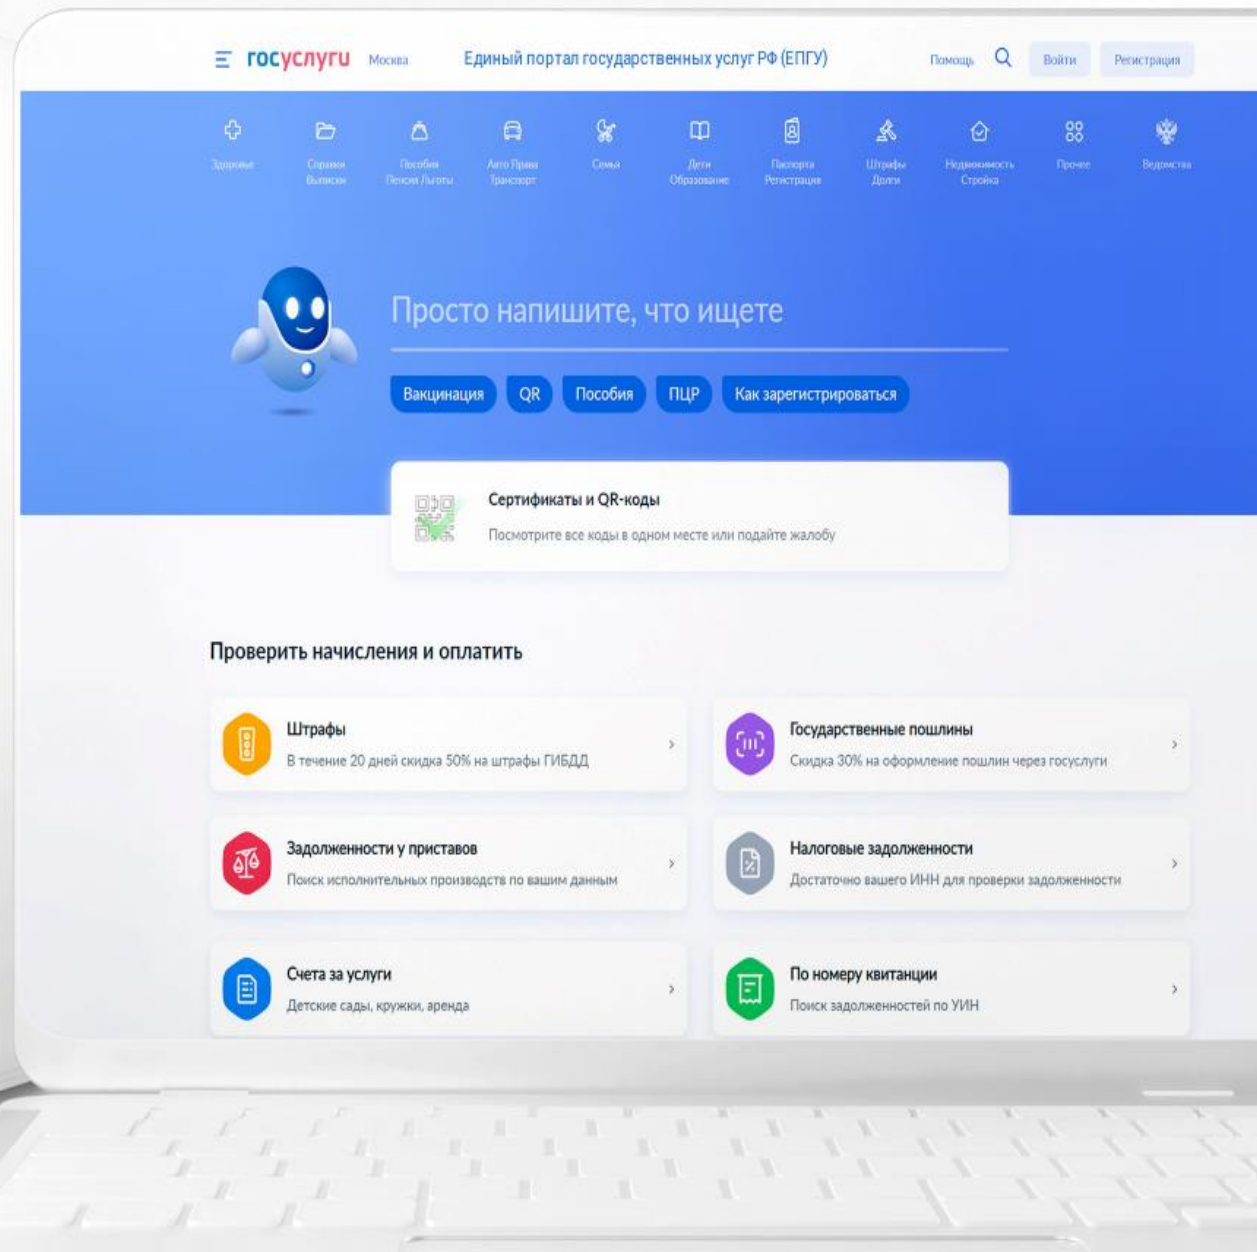 госуслуги Москва Единый портал государственных услуг РФ (ЕПГУ) Помощь Войти Регистрация
Здоровье Справки Пособия Авто Права Семья Дети Паспорта Штрафы Недвижимость Прочее Ведомства
Выписки Пенсия Льготы Транспорт Образование Регистрация Долги Стройка
Просто напишите, что ищете
Вакцинация QR Пособия ПЦР Как зарегистрироваться
Сертификаты и QR-коды
Посмотрите все коды в одном месте или подайте жалобу
Проверить начисления и оплатить
Штрафы
В течение 20 дней скидка 50% на штрафы ГИБДД
Государственные пошлины
Скидка 30% на оформление пошлин через госуслуги
Задолженности у приставов
Поиск исполнительных производств по вашим данным
Налоговые задолженности
Достаточно вашего ИНН для проверки задолженности
Счета за услуги
Детские сады, кружки, аренда
По номеру квитанции
Поиск задолженностей по УИН